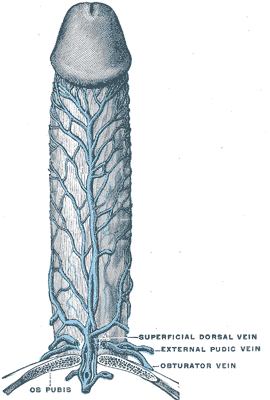 SUPERFICIAL DORSAL VEIN
EXTERNAL PUDIC VEIN
OBTURATOR VEIN
OS PUBIS